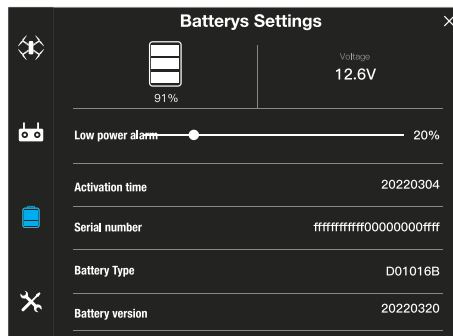 Batterys Settings
Voltage
12.6V
91%
Low power alarm 20%
Activation time 20220304
Serial number ffffffffffff00000000ffff
Battery Type D01016B
Battery version 20220320